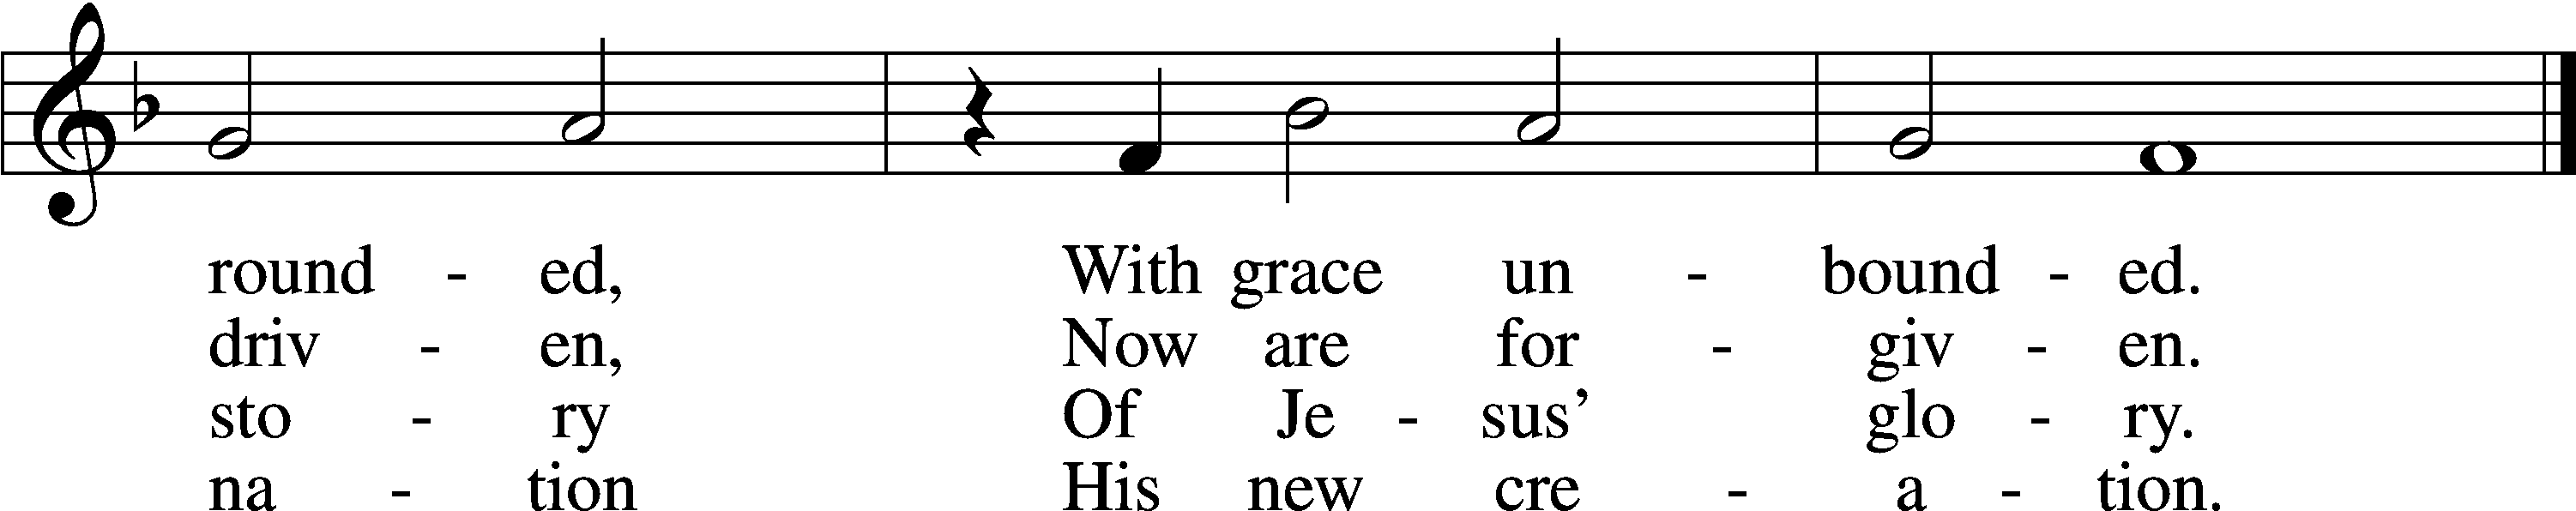 round - ed, With grace un - bound - ed.
driv - en, Now are for - giv - en.
sto - ry Of Je - sus’ glo - ry.
na - tion His new cre - a - tion.